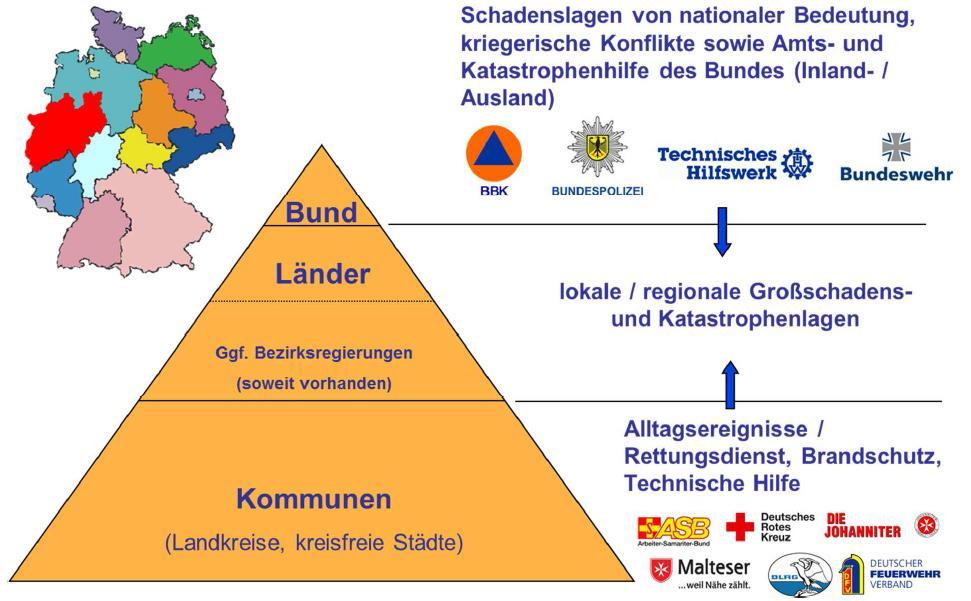 Schadenslagen von nationaler Bedeutung,
kriegerische Konflikte sowie Amts- und
Katastrophenhilfe des Bundes (Inland- /
Ausland)
BBK
BUNDESPOLIZEI
Technisches
Hilfswerk
THW
Bundeswehr
Bund
Länder
lokale / regionale Großschadens-
und Katastrophenlagen
Ggf. Bezirksregierungen
(soweit vorhanden)
Alltagsereignisse /
Rettungsdienst, Brandschutz,
Technische Hilfe
Kommunen
(Landkreise, kreisfreie Städte)
ASB
Arbeiter-Samariter-Bund
Deutsches
Rotes
Kreuz
DIE
JOHANNITER
Malteser
...weil Nähe zählt.
DLRG
DFV
DEUTSCHER
FEUERWEHR
VERBAND